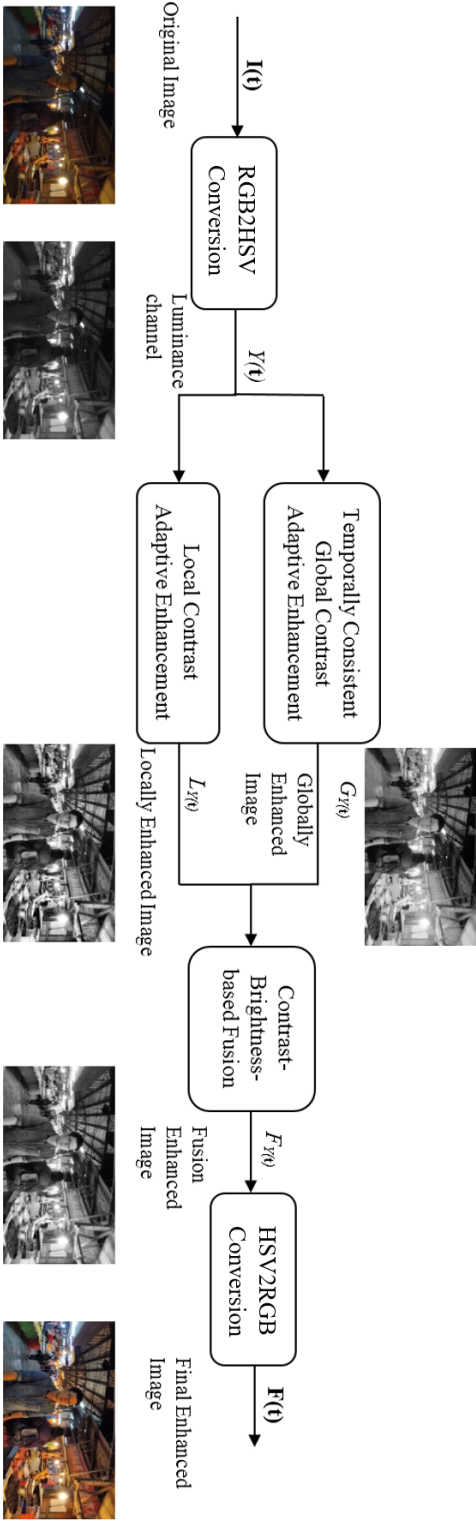 I(t)
Original Image
RGB2HSV
Conversion
Y(t)
Luminance
channel
Temporally Consistent
Global Contrast
Adaptive Enhancement
Local Contrast
Adaptive Enhancement
G_Y(t)
Globally
Enhanced
Image
L_Y(t)
Locally Enhanced Image
Contrast-
Brightness-
based Fusion
F_Y(t)
Fusion
Enhanced
Image
HSV2RGB
Conversion
F(t)
Final Enhanced
Image